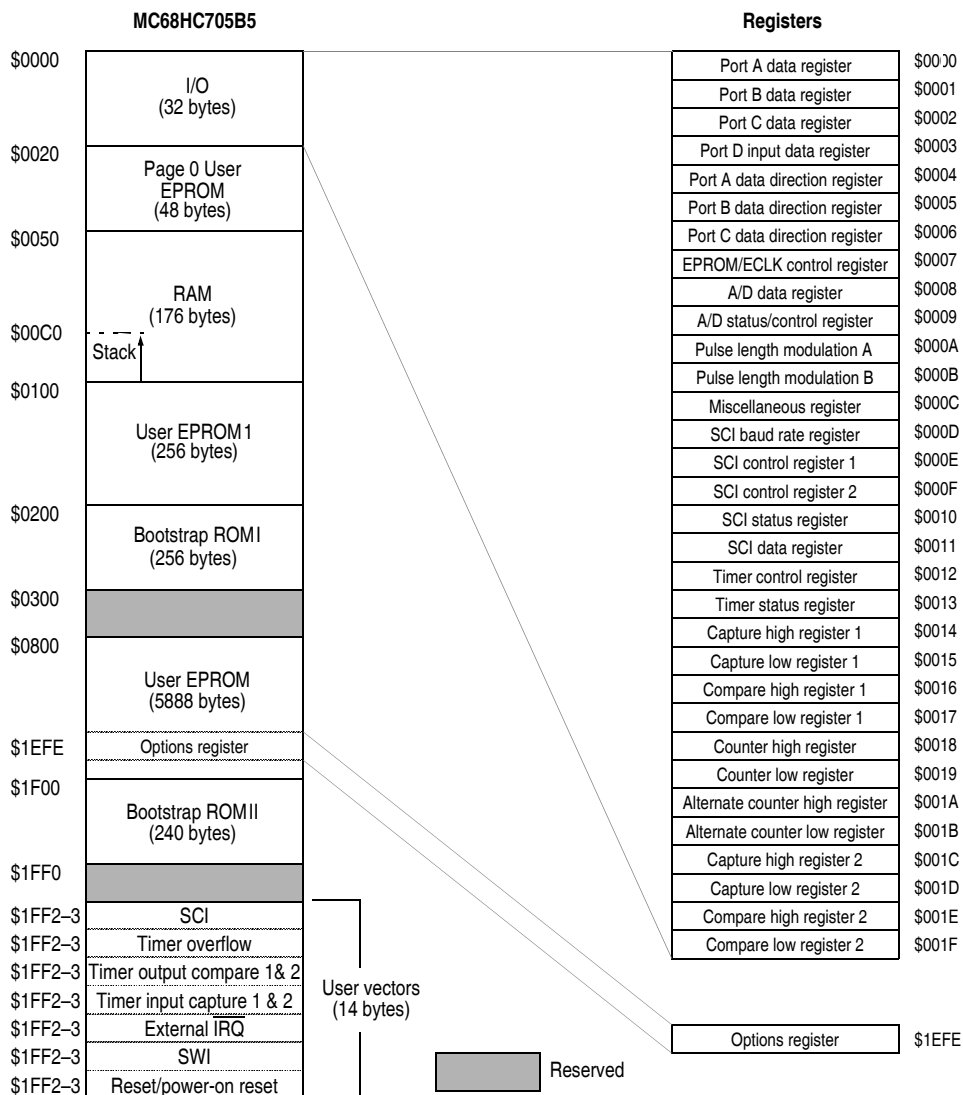 MC68HC705B5
$0000
I/O
(32 bytes)
$0020
Page 0 User
EPROM
(48 bytes)
$0050
RAM
(176 bytes)
$00C0
Stack
$0100
User EPROM1
(256 bytes)
$0200
Bootstrap ROMI
(256 bytes)
$0300
$0800
User EPROM
(5888 bytes)
$1EFE
Options register
$1F00
Bootstrap ROMII
(240 bytes)
$1FF0
$1FF2–3 SCI
$1FF2–3 Timer overflow
$1FF2–3 Timer output compare 1& 2
$1FF2–3 Timer input capture 1 & 2
$1FF2–3 External IRQ
$1FF2–3 SWI
$1FF2–3 Reset/power-on reset
User vectors
(14 bytes)
Reserved
Registers
Port A data register $0000
Port B data register $0001
Port C data register $0002
Port D input data register $0003
Port A data direction register $0004
Port B data direction register $0005
Port C data direction register $0006
EPROM/ECLK control register $0007
A/D data register $0008
A/D status/control register $0009
Pulse length modulation A $000A
Pulse length modulation B $000B
Miscellaneous register $000C
SCI baud rate register $000D
SCI control register 1 $000E
SCI control register 2 $000F
SCI status register $0010
SCI data register $0011
Timer control register $0012
Timer status register $0013
Capture high register 1 $0014
Capture low register 1 $0015
Compare high register 1 $0016
Compare low register 1 $0017
Counter high register $0018
Counter low register $0019
Alternate counter high register $001A
Alternate counter low register $001B
Capture high register 2 $001C
Capture low register 2 $001D
Compare high register 2 $001E
Compare low register 2 $001F
Options register $1EFE